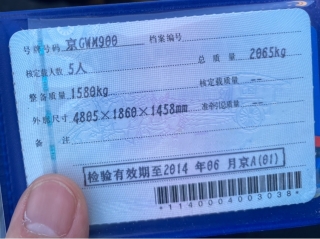 号牌号码 京GWM900 档案编号
核定载人数 5人 总质量 2065kg
整备质量 1580kg 核定载质量 --
外廓尺寸 4805×1860×1458mm 准牵引总质量 --
备注
检验有效期至2014年06月京A(01)
*1140004003038*